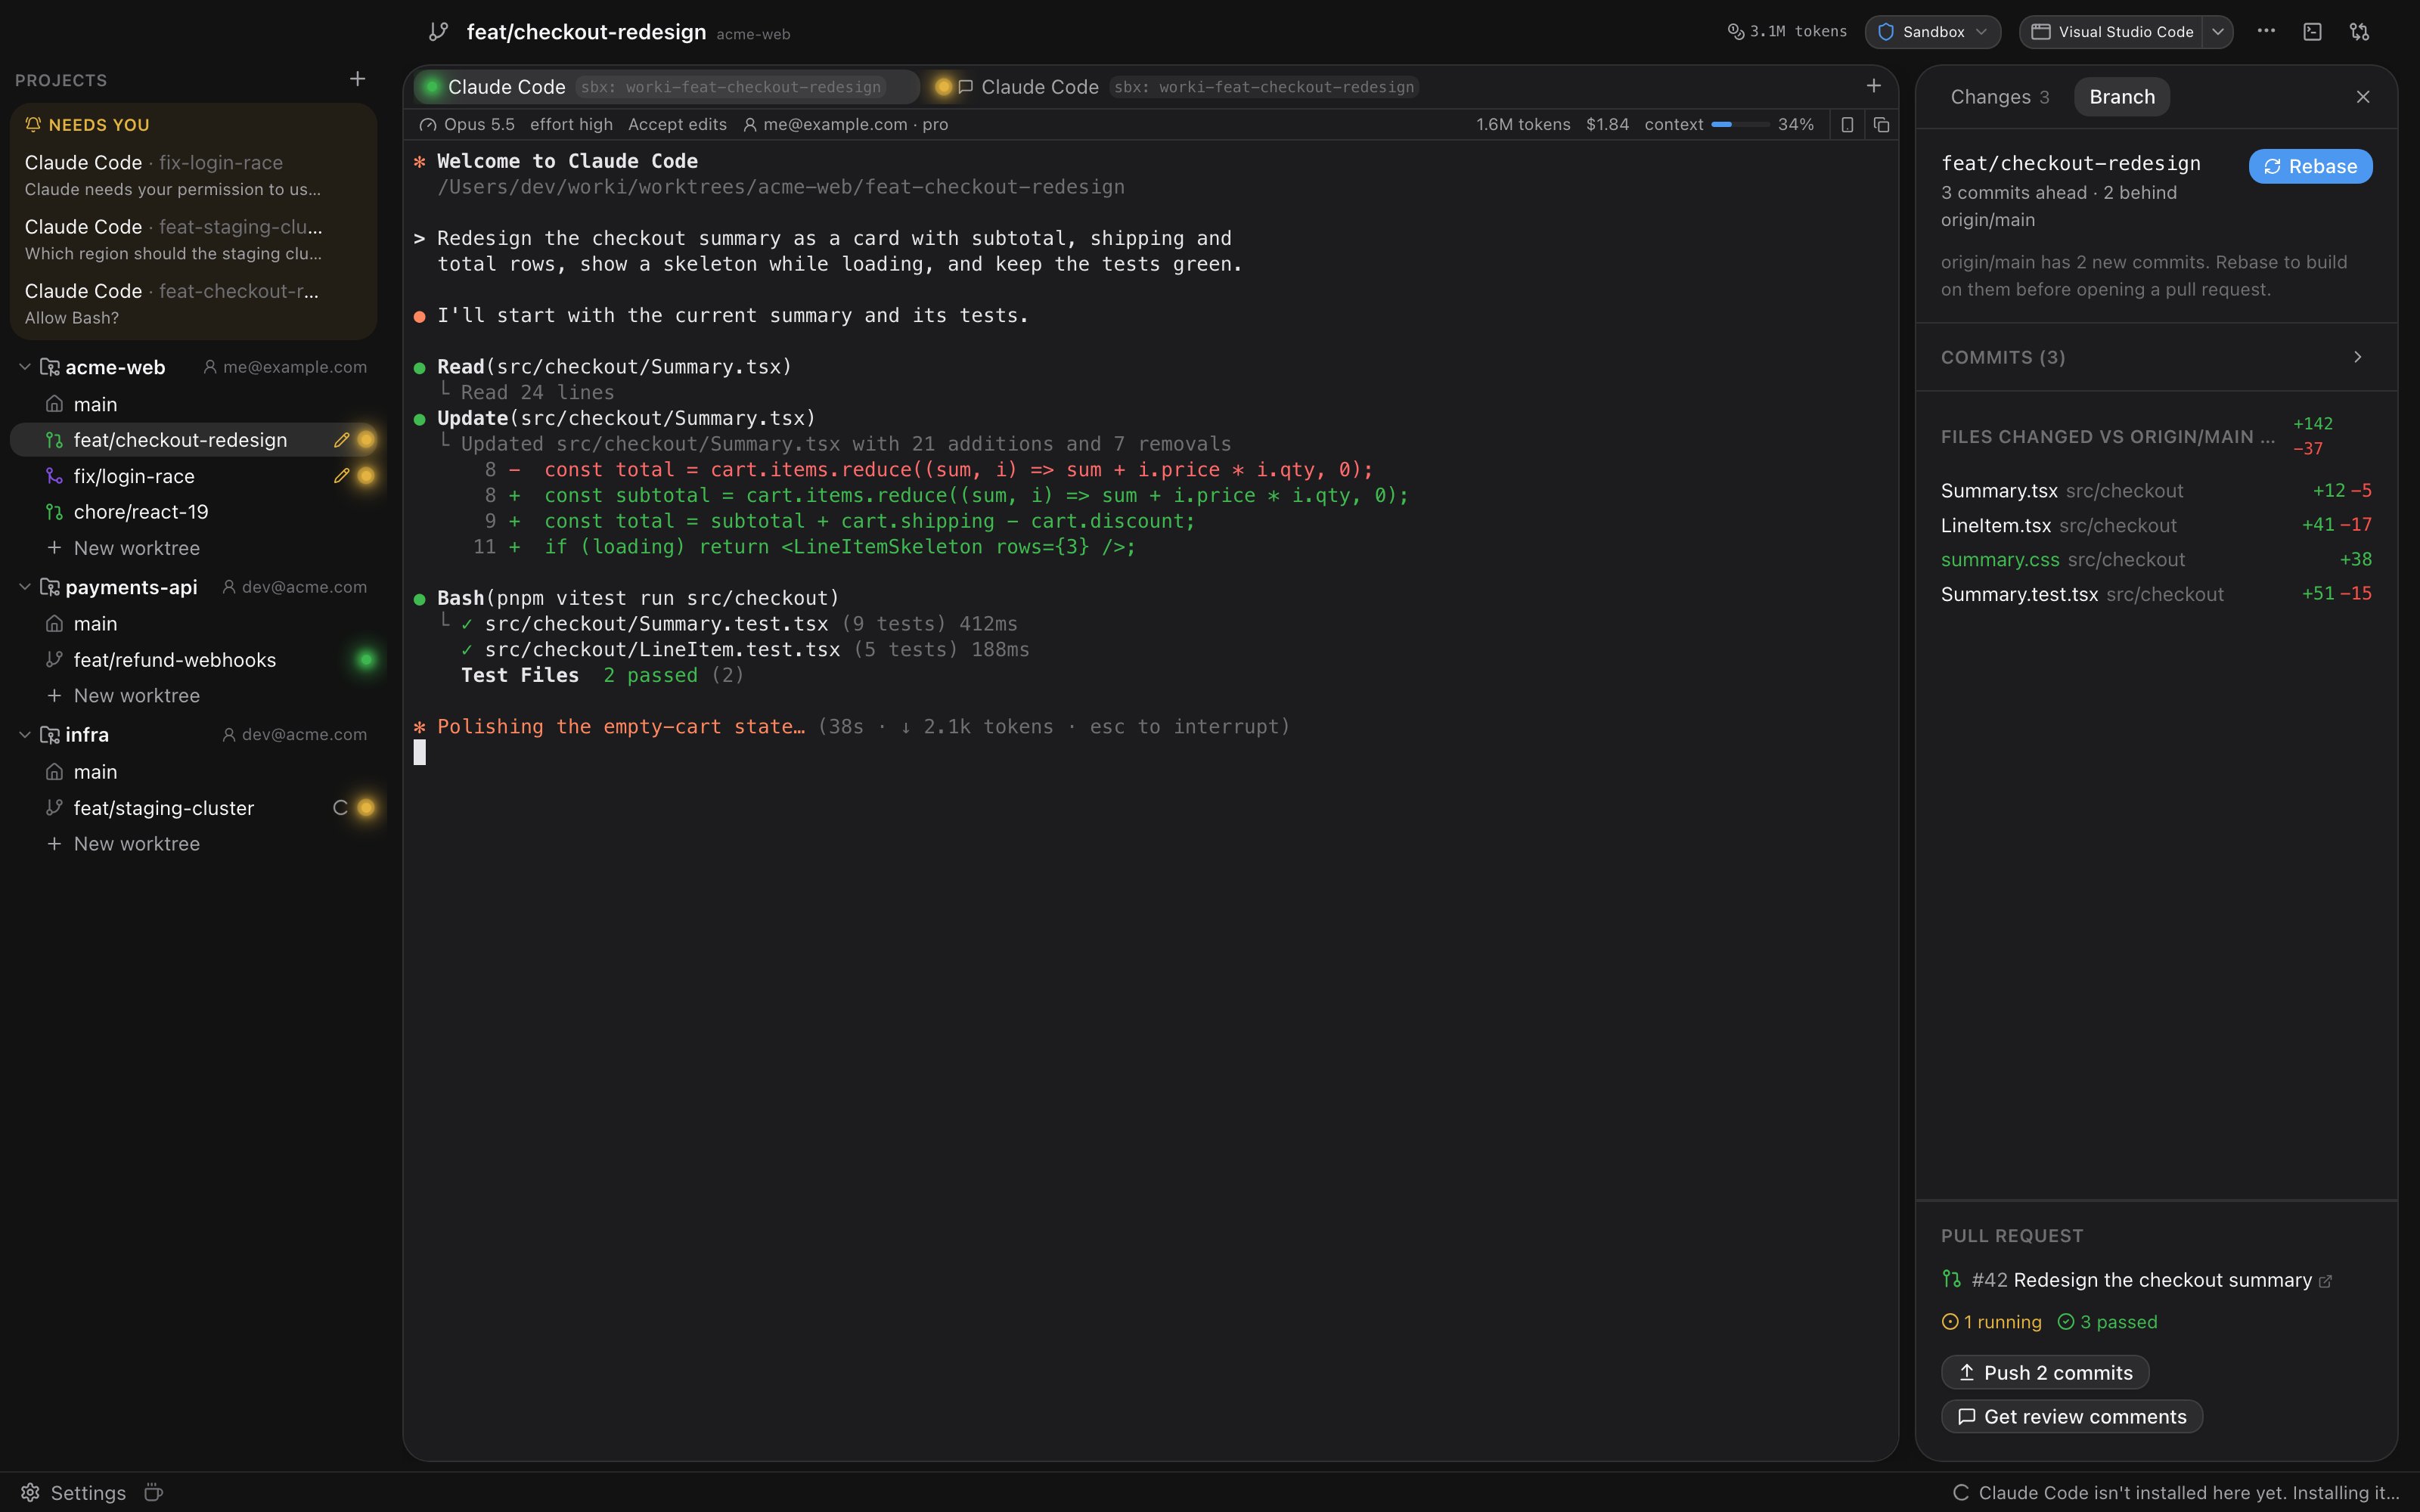 feat/checkout-redesign acme-web
3.1M tokens
Sandbox
Visual Studio Code
PROJECTS
NEEDS YOU
Claude Code · fix-login-race
Claude needs your permission to us...
Claude Code · feat-staging-clu...
Which region should the staging clu...
Claude Code · feat-checkout-r...
Allow Bash?
acme-web me@example.com
main
feat/checkout-redesign
fix/login-race
chore/react-19
New worktree
payments-api dev@acme.com
main
feat/refund-webhooks
New worktree
infra dev@acme.com
main
feat/staging-cluster
New worktree
Claude Code sbx: worki-feat-checkout-redesign
Claude Code sbx: worki-feat-checkout-redesign
Opus 5.5 effort high Accept edits me@example.com · pro
1.6M tokens $1.84 context 34%
✻ Welcome to Claude Code
/Users/dev/worki/worktrees/acme-web/feat-checkout-redesign
> Redesign the checkout summary as a card with subtotal, shipping and
total rows, show a skeleton while loading, and keep the tests green.
● I'll start with the current summary and its tests.
● Read(src/checkout/Summary.tsx)
└ Read 24 lines
● Update(src/checkout/Summary.tsx)
└ Updated src/checkout/Summary.tsx with 21 additions and 7 removals
8 - const total = cart.items.reduce((sum, i) => sum + i.price * i.qty, 0);
8 + const subtotal = cart.items.reduce((sum, i) => sum + i.price * i.qty, 0);
9 + const total = subtotal + cart.shipping - cart.discount;
11 + if (loading) return <LineItemSkeleton rows={3} />;
● Bash(pnpm vitest run src/checkout)
└ ✓ src/checkout/Summary.test.tsx (9 tests) 412ms
✓ src/checkout/LineItem.test.tsx (5 tests) 188ms
Test Files 2 passed (2)
✻ Polishing the empty-cart state… (38s · ↓ 2.1k tokens · esc to interrupt)
Changes 3
Branch
feat/checkout-redesign
Rebase
3 commits ahead · 2 behind
origin/main
origin/main has 2 new commits. Rebase to build
on them before opening a pull request.
COMMITS (3)
FILES CHANGED VS ORIGIN/MAIN ...
+142
−37
Summary.tsx src/checkout +12 −5
LineItem.tsx src/checkout +41 −17
summary.css src/checkout +38
Summary.test.tsx src/checkout +51 −15
PULL REQUEST
#42 Redesign the checkout summary
1 running 3 passed
Push 2 commits
Get review comments
Settings
Claude Code isn't installed here yet. Installing it...